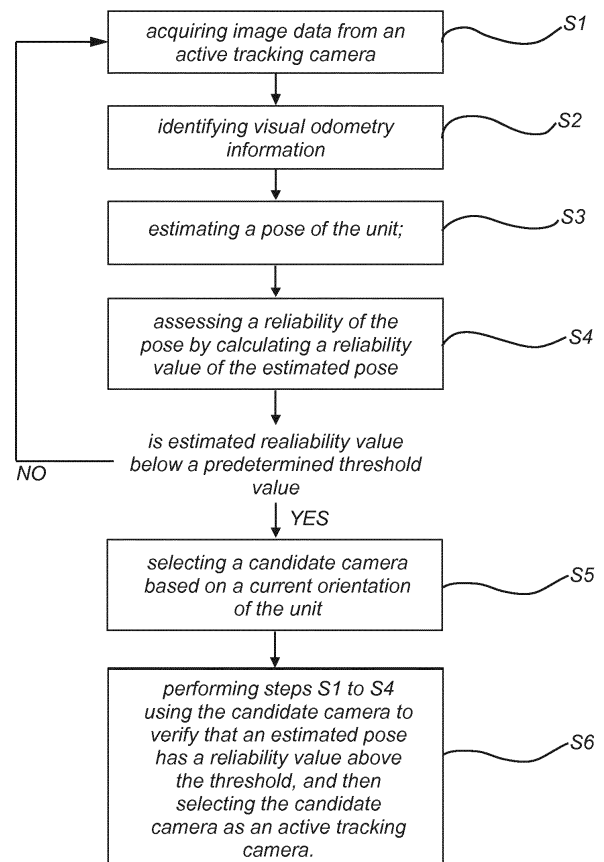 acquiring image data from an
active tracking camera
S1
identifying visual odometry
information
S2
estimating a pose of the unit;
S3
assessing a reliability of the
pose by calculating a reliability
value of the estimated pose
S4
is estimated realiability value
below a predetermined threshold
value
NO
YES
selecting a candidate camera
based on a current orientation
of the unit
S5
performing steps S1 to S4
using the candidate camera to
verify that an estimated pose
has a reliability value above
the threshold, and then
selecting the candidate
camera as an active tracking
camera.
S6